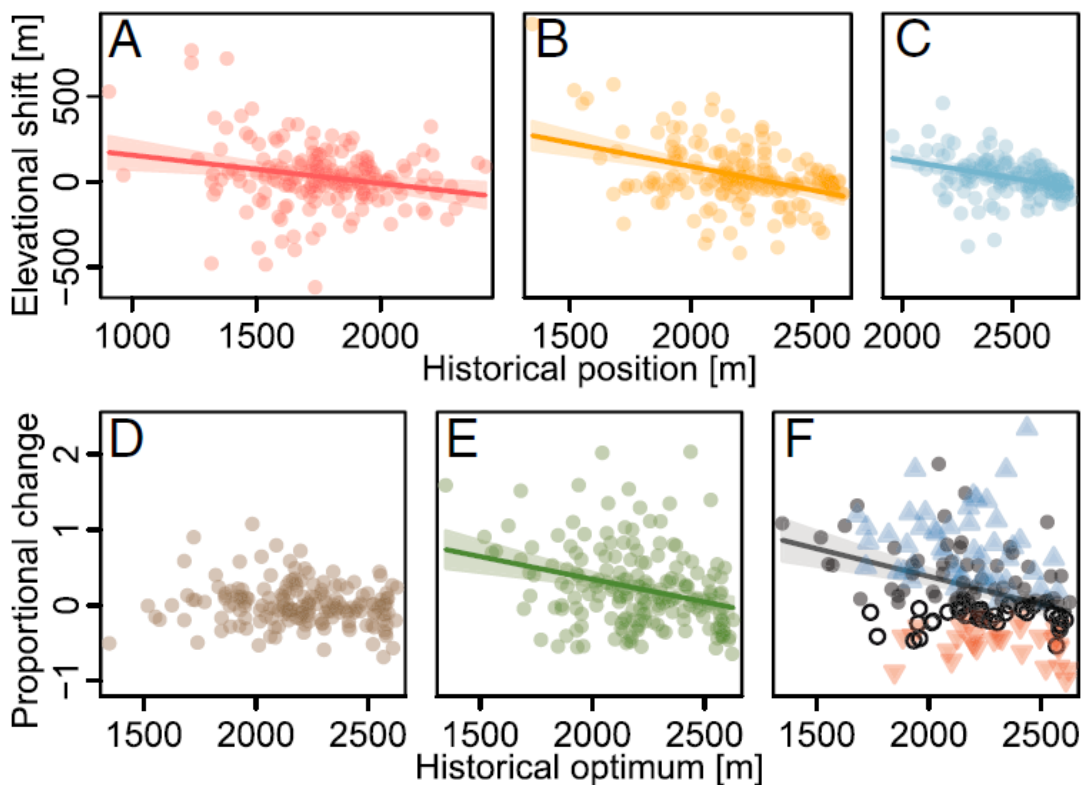 A
B
C
Elevational shift [m]
500
0
−500
1000
1500
2000
1500
2000
2500
2000
2500
Historical position [m]
D
E
F
Proportional change
2
1
0
−1
1500
2000
2500
1500
2000
2500
1500
2000
2500
Historical optimum [m]